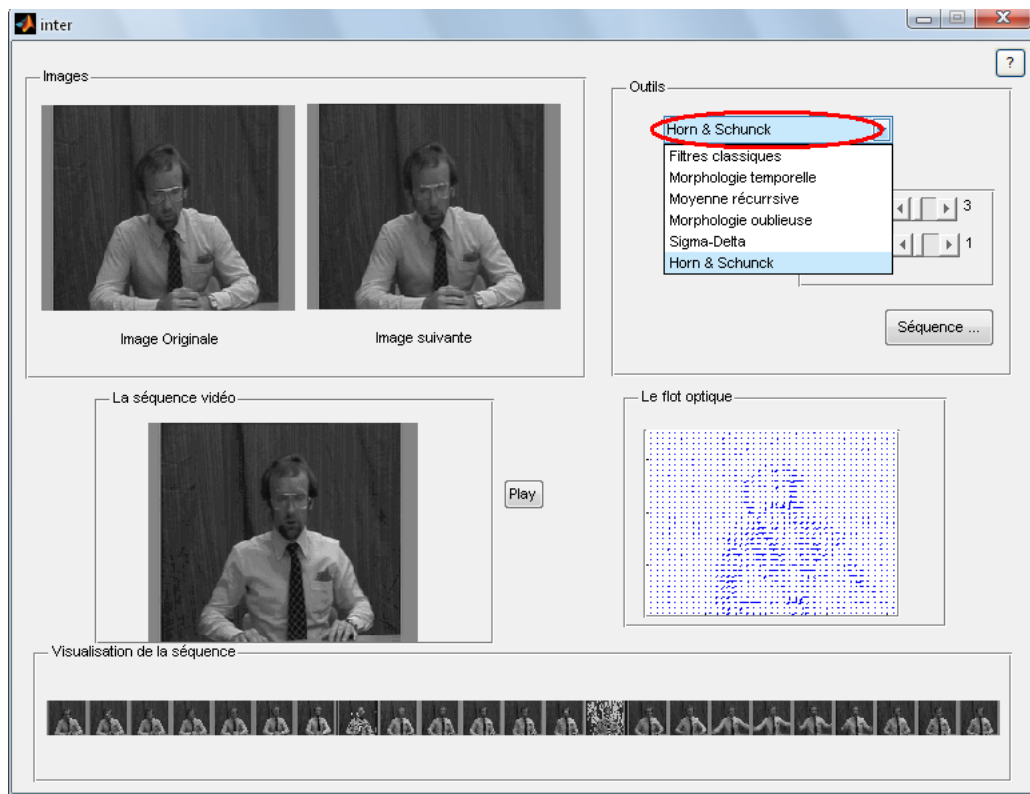 inter
?
Images
Image Originale
Image suivante
Outils
Horn & Schunck
Filtres classiques
Morphologie temporelle
Moyenne récurrsive
Morphologie oublieuse
Sigma-Delta
Horn & Schunck
3
1
Séquence ...
La séquence vidéo
Play
Le flot optique
Visualisation de la séquence